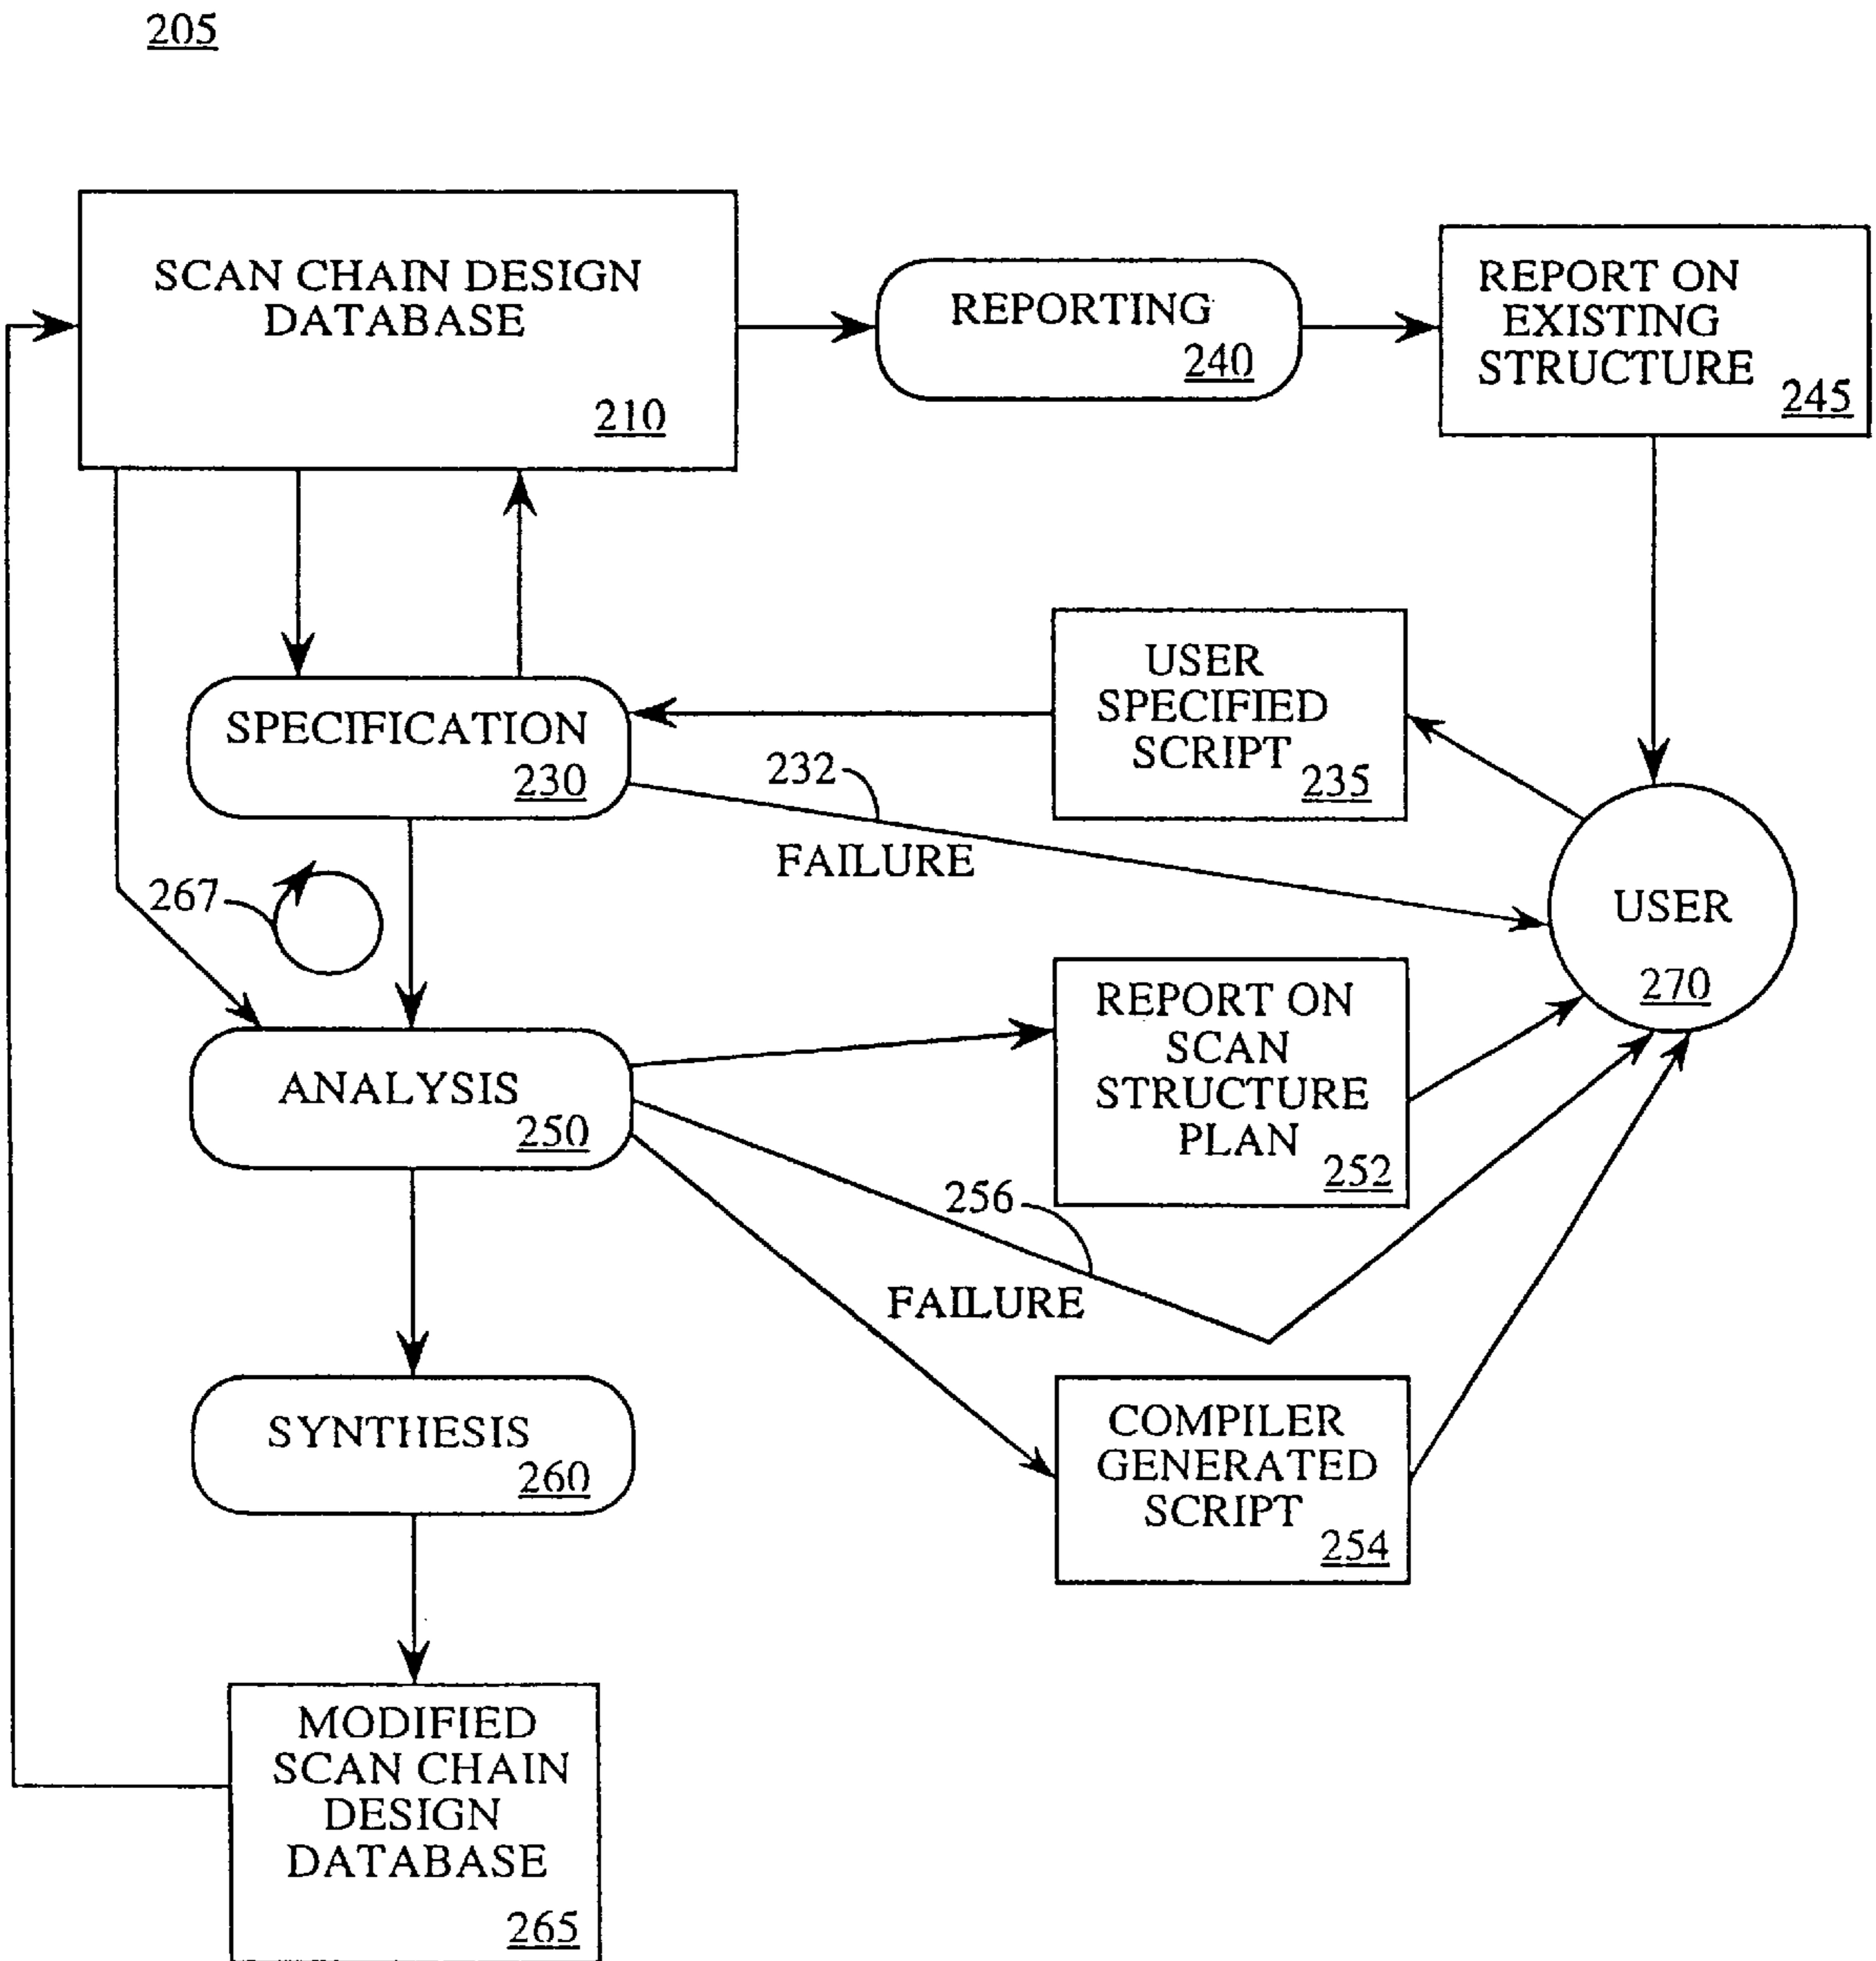 205
SCAN CHAIN DESIGN
DATABASE
210
REPORTING
240
REPORT ON
EXISTING
STRUCTURE
245
USER
SPECIFIED
SCRIPT
235
SPECIFICATION
230
232
FAILURE
267
USER
270
REPORT ON
SCAN
STRUCTURE
PLAN
252
ANALYSIS
250
256
FAILURE
SYNTHESIS
260
COMPILER
GENERATED
SCRIPT
254
MODIFIED
SCAN CHAIN
DESIGN
DATABASE
265